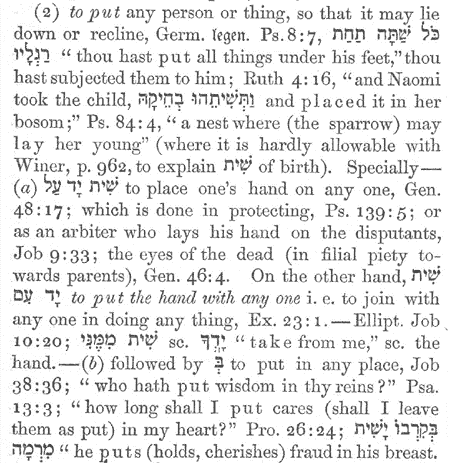 (2) to put any person or thing, so that it may lie
down or recline, Germ. legen. Ps. 8:7, כֹּל שַׁתָּה תַחַת
רַגְלָיו “thou hast put all things under his feet,” thou
hast subjected them to him; Ruth 4:16, “and Naomi
took the child, וַתְּשִׁיתֵהוּ בְחֵיקָהּ and placed it in her
bosom;” Ps. 84:4, “a nest where (the sparrow) may
lay her young” (where it is hardly allowable with
Winer, p. 962, to explain שִׁית of birth). Specially—
(a) שִׁית יָד עַל to place one's hand on any one, Gen.
48:17; which is done in protecting, Ps. 139:5; or
as an arbiter who lays his hand on the disputants,
Job 9:33; the eyes of the dead (in filial piety to-
wards parents), Gen. 46:4. On the other hand, שִׁית
יָד עִם to put the hand with any one i. e. to join with
any one in doing any thing, Ex. 23:1.—Ellipt. Job
10:20; שִׁית מִמֶּנִּי sc. יָדְךָ “take from me,” sc. the
hand.—(b) followed by בְּ to put in any place, Job
38:36; “who hath put wisdom in thy reins?” Psa.
13:3; “how long shall I put cares (shall I leave
them as put) in my heart?” Pro. 26:24; בְּקִרְבּוֹ יָשִׁית
מִרְמָה “he puts (holds, cherishes) fraud in his breast.